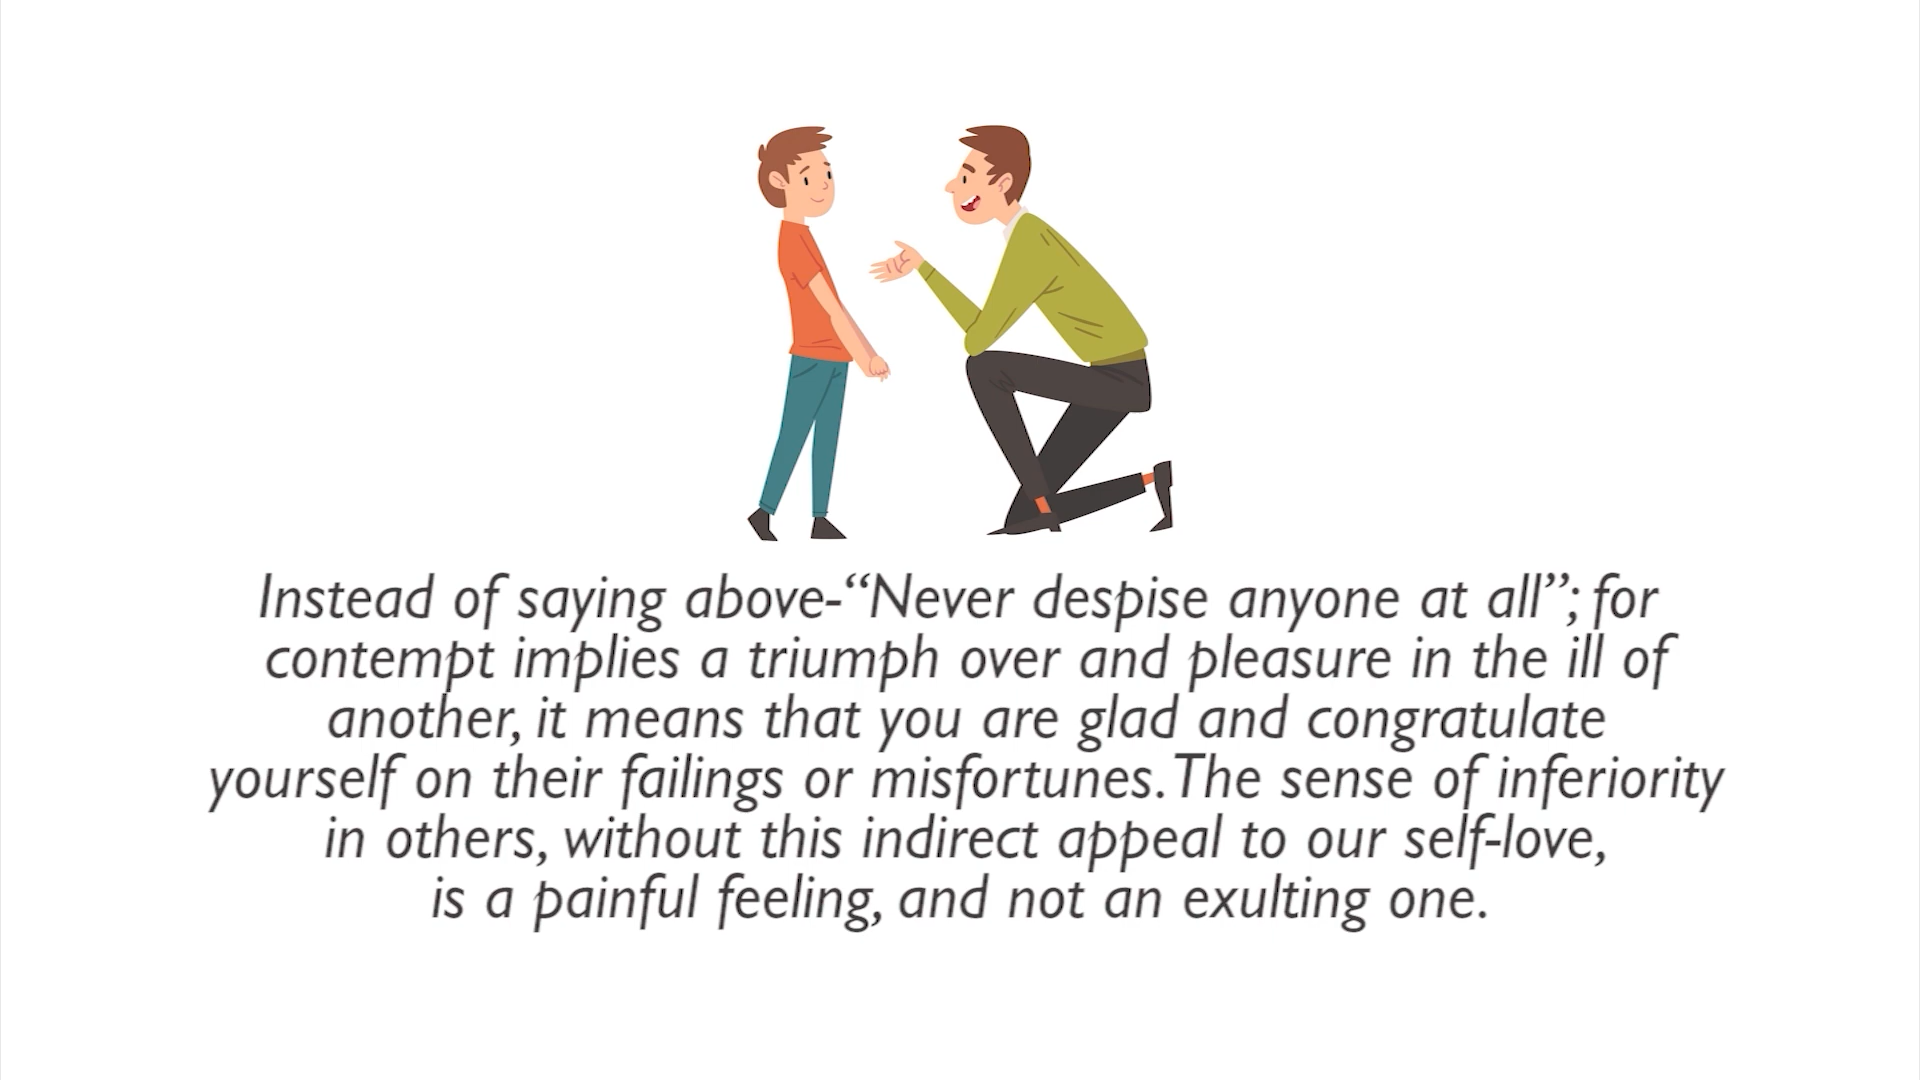 Instead of saying above-“Never despise anyone at all”; for
contempt implies a triumph over and pleasure in the ill of
another, it means that you are glad and congratulate
yourself on their failings or misfortunes. The sense of inferiority
in others, without this indirect appeal to our self-love,
is a painful feeling, and not an exulting one.